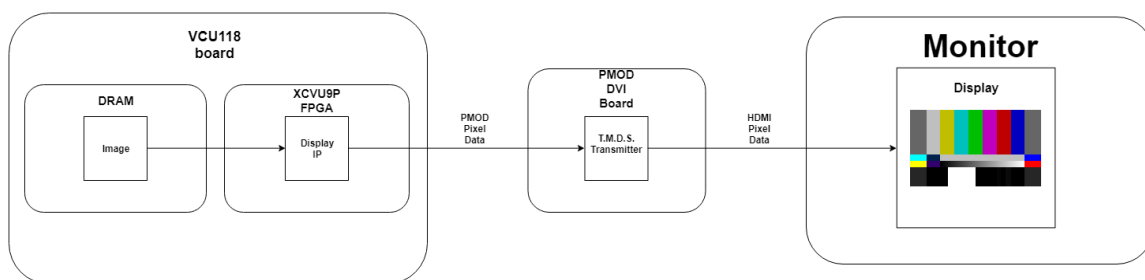 VCU118
board
DRAM
Image
XCVU9P
FPGA
Display
IP
PMOD
Pixel
Data
PMOD
DVI
Board
T.M.D.S.
Transmitter
HDMI
Pixel
Data
Monitor
Display